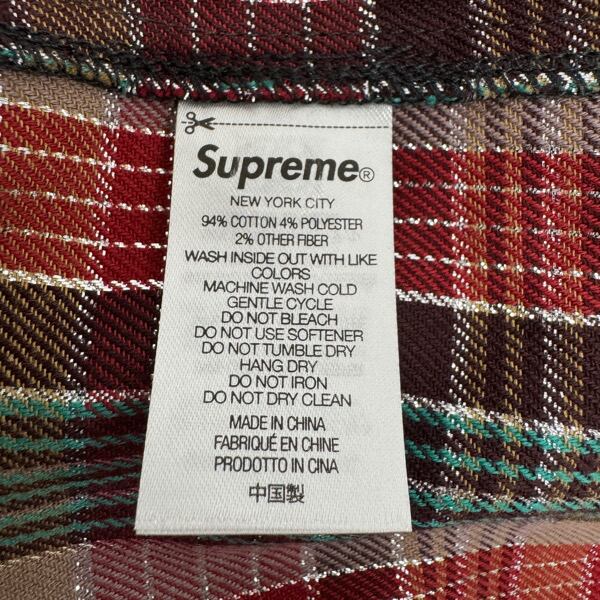 Supreme®
NEW YORK CITY
94% COTTON 4% POLYESTER
2% OTHER FIBER
WASH INSIDE OUT WITH LIKE
COLORS
MACHINE WASH COLD
GENTLE CYCLE
DO NOT BLEACH
DO NOT USE SOFTENER
DO NOT TUMBLE DRY
HANG DRY
DO NOT IRON
DO NOT DRY CLEAN
MADE IN CHINA
FABRIQUÉ EN CHINE
PRODOTTO IN CINA
中国製